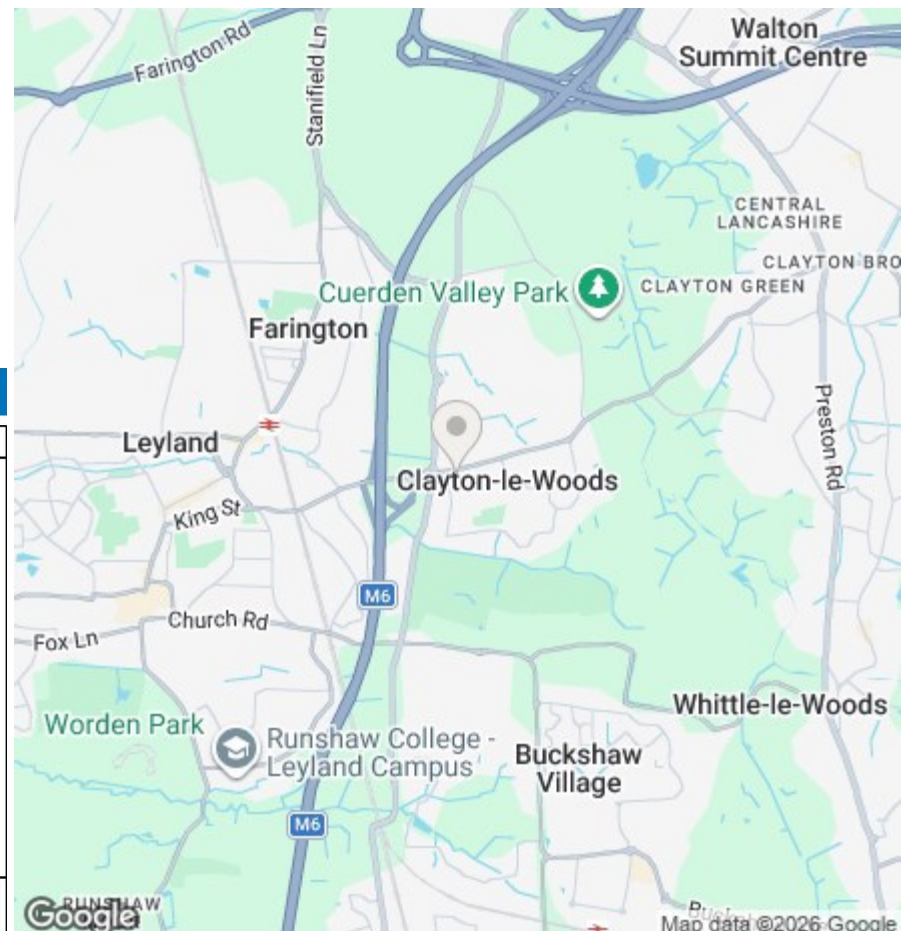 Walton
Summit Centre
Farington Rd
Stanifield Ln
CENTRAL
LANCASHIRE
CLAYTON BRO
Cuerden Valley Park
CLAYTON GREEN
Farington
Preston Rd
Leyland
Clayton-le-Woods
King St
M6
Church Rd
Fox Ln
Whittle-le-Woods
Worden Park
Runshaw College -
Leyland Campus
Buckshaw
Village
M6
RUNSHAW
Google
Map data ©2026 Google